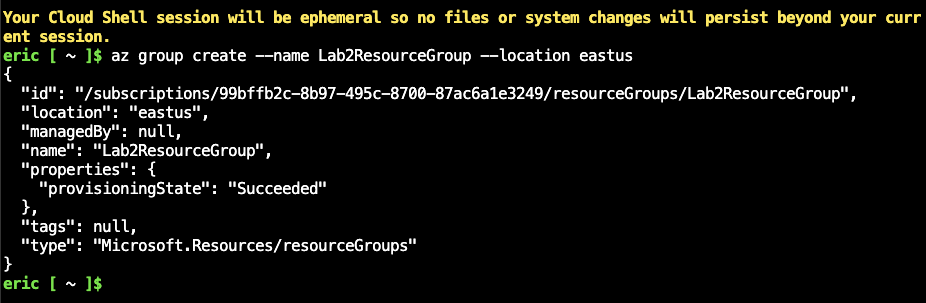 Your Cloud Shell session will be ephemeral so no files or system changes will persist beyond your curr
ent session.
eric [ ~ ]$ az group create --name Lab2ResourceGroup --location eastus
{
  "id": "/subscriptions/99bffb2c-8b97-495c-8700-87ac6a1e3249/resourceGroups/Lab2ResourceGroup",
  "location": "eastus",
  "managedBy": null,
  "name": "Lab2ResourceGroup",
  "properties": {
    "provisioningState": "Succeeded"
  },
  "tags": null,
  "type": "Microsoft.Resources/resourceGroups"
}
eric [ ~ ]$